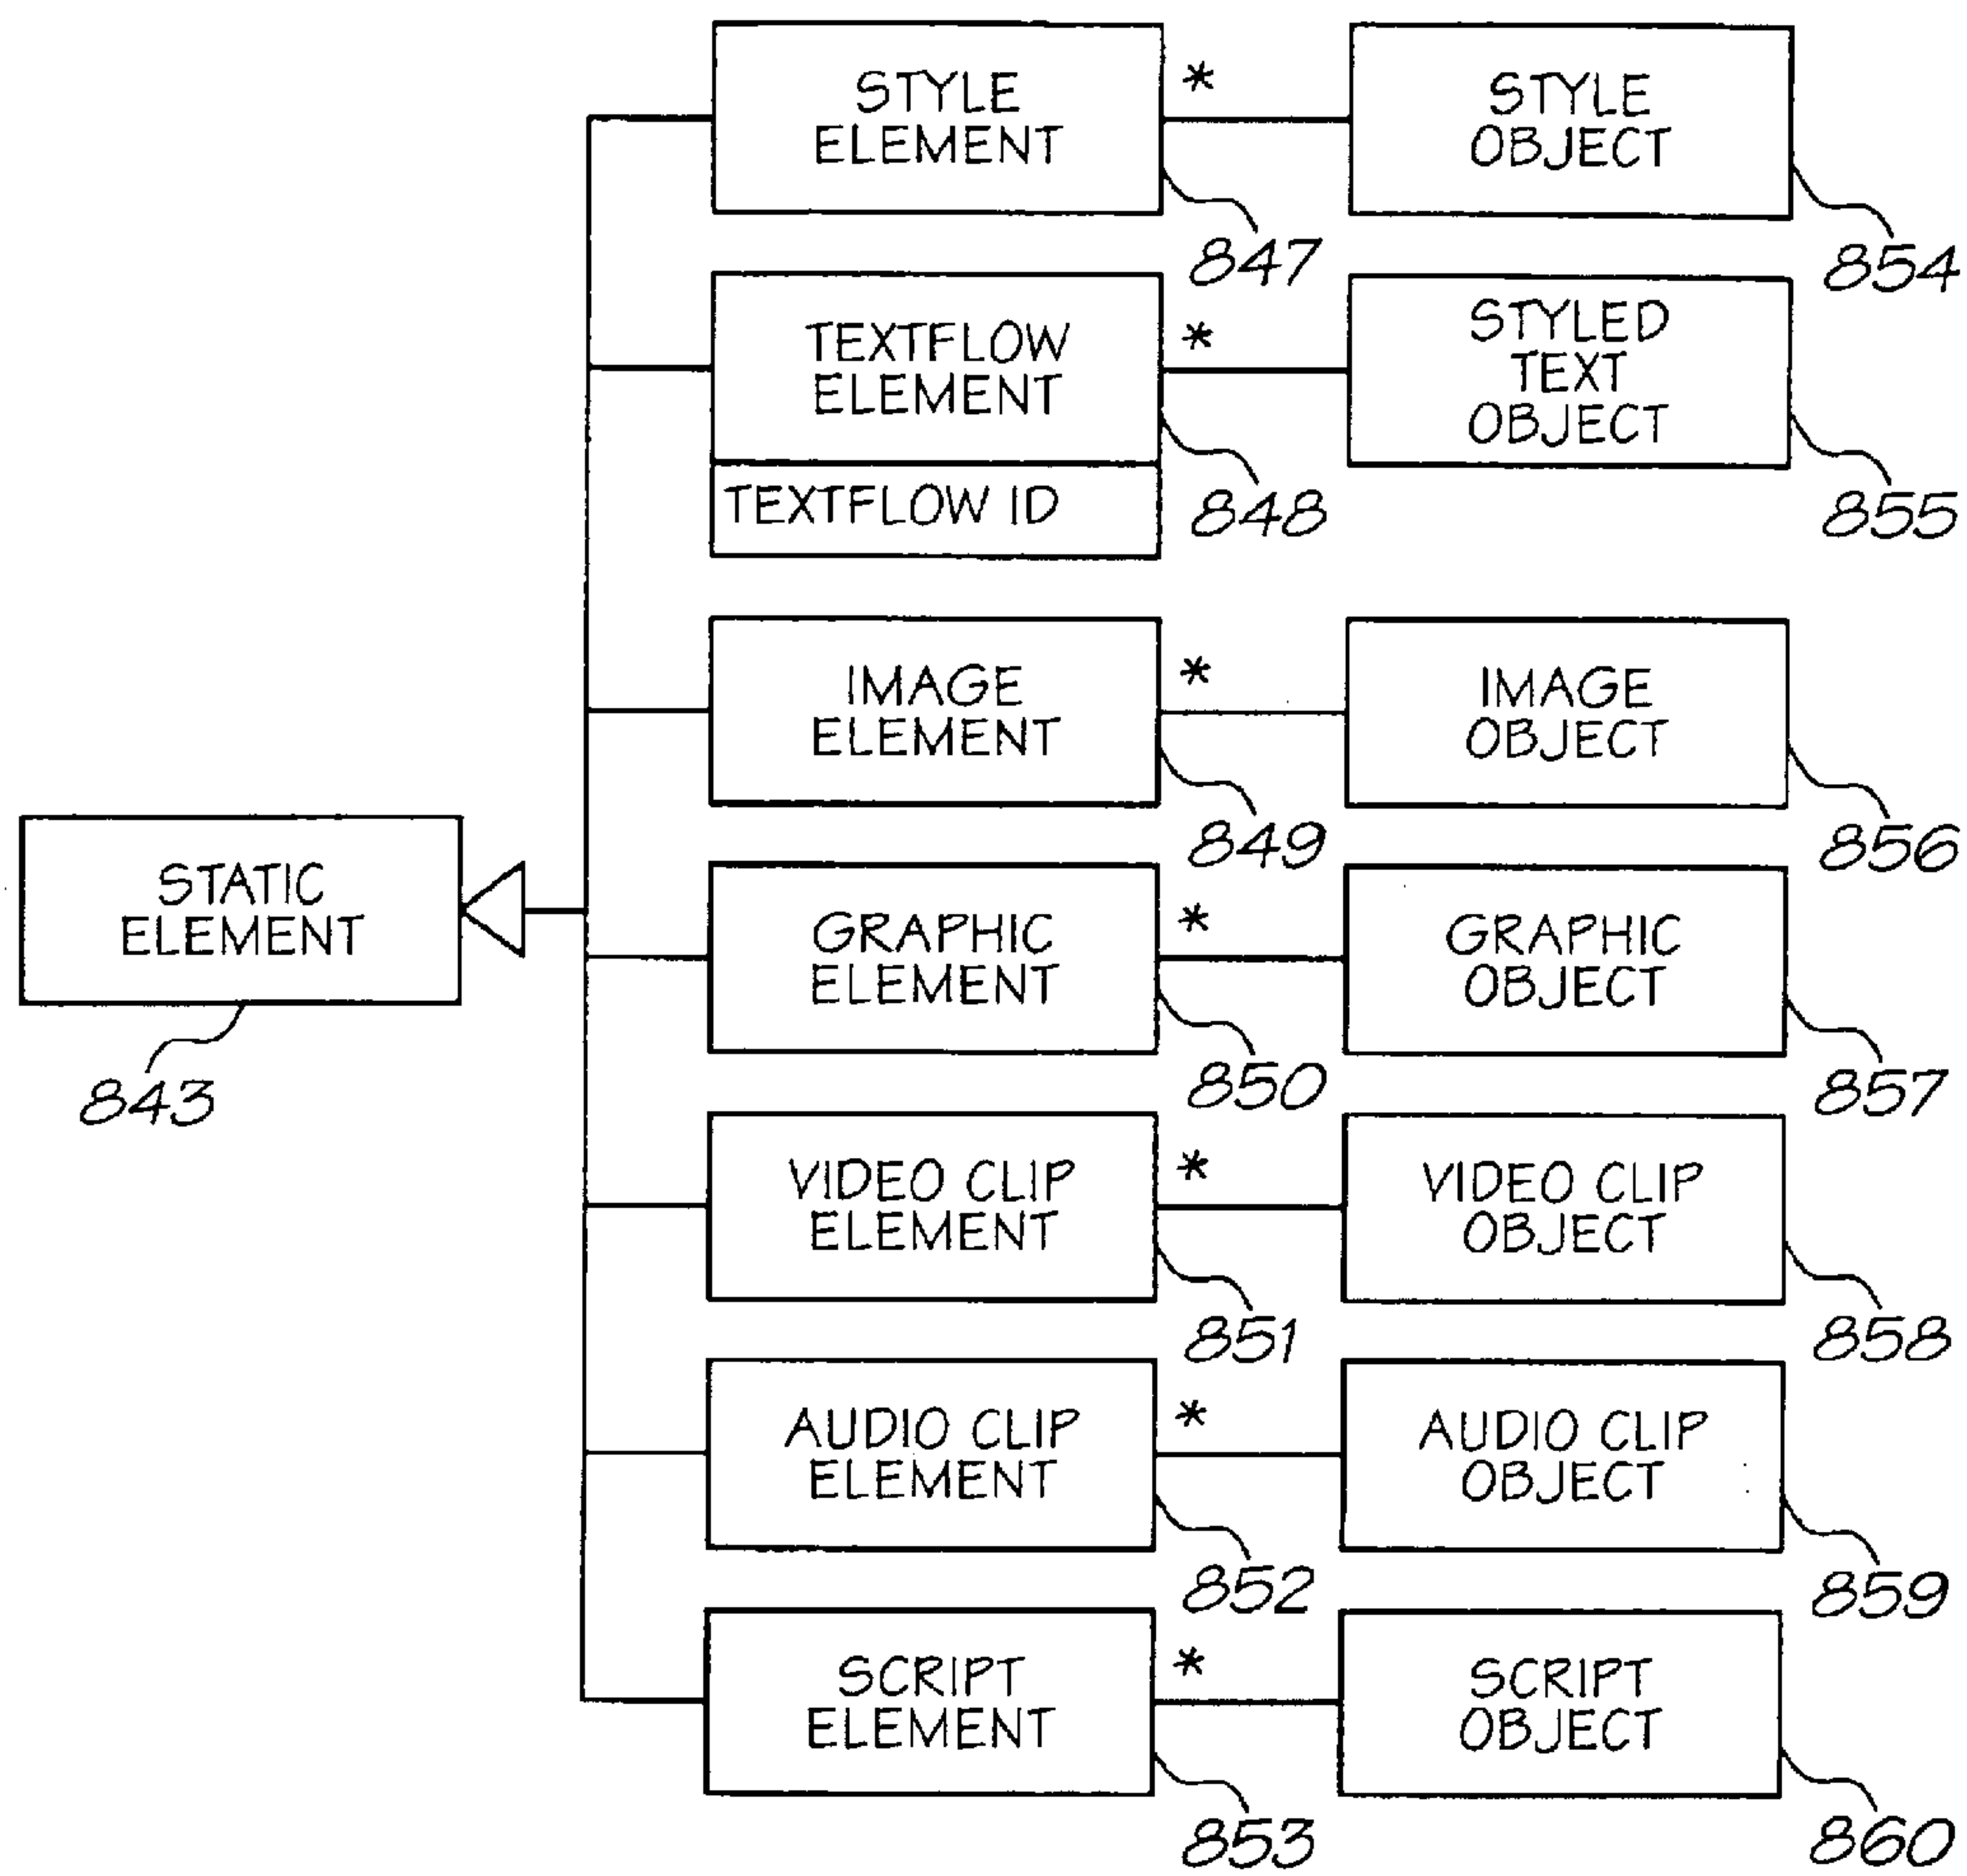 STYLE
ELEMENT
*
STYLE
OBJECT
847
854
TEXTFLOW
ELEMENT
TEXTFLOW ID
*
STYLED
TEXT
OBJECT
848
855
IMAGE
ELEMENT
*
IMAGE
OBJECT
849
856
STATIC
ELEMENT
843
GRAPHIC
ELEMENT
*
GRAPHIC
OBJECT
850
857
VIDEO CLIP
ELEMENT
*
VIDEO CLIP
OBJECT
851
858
AUDIO CLIP
ELEMENT
*
AUDIO CLIP
OBJECT
852
859
SCRIPT
ELEMENT
*
SCRIPT
OBJECT
853
860